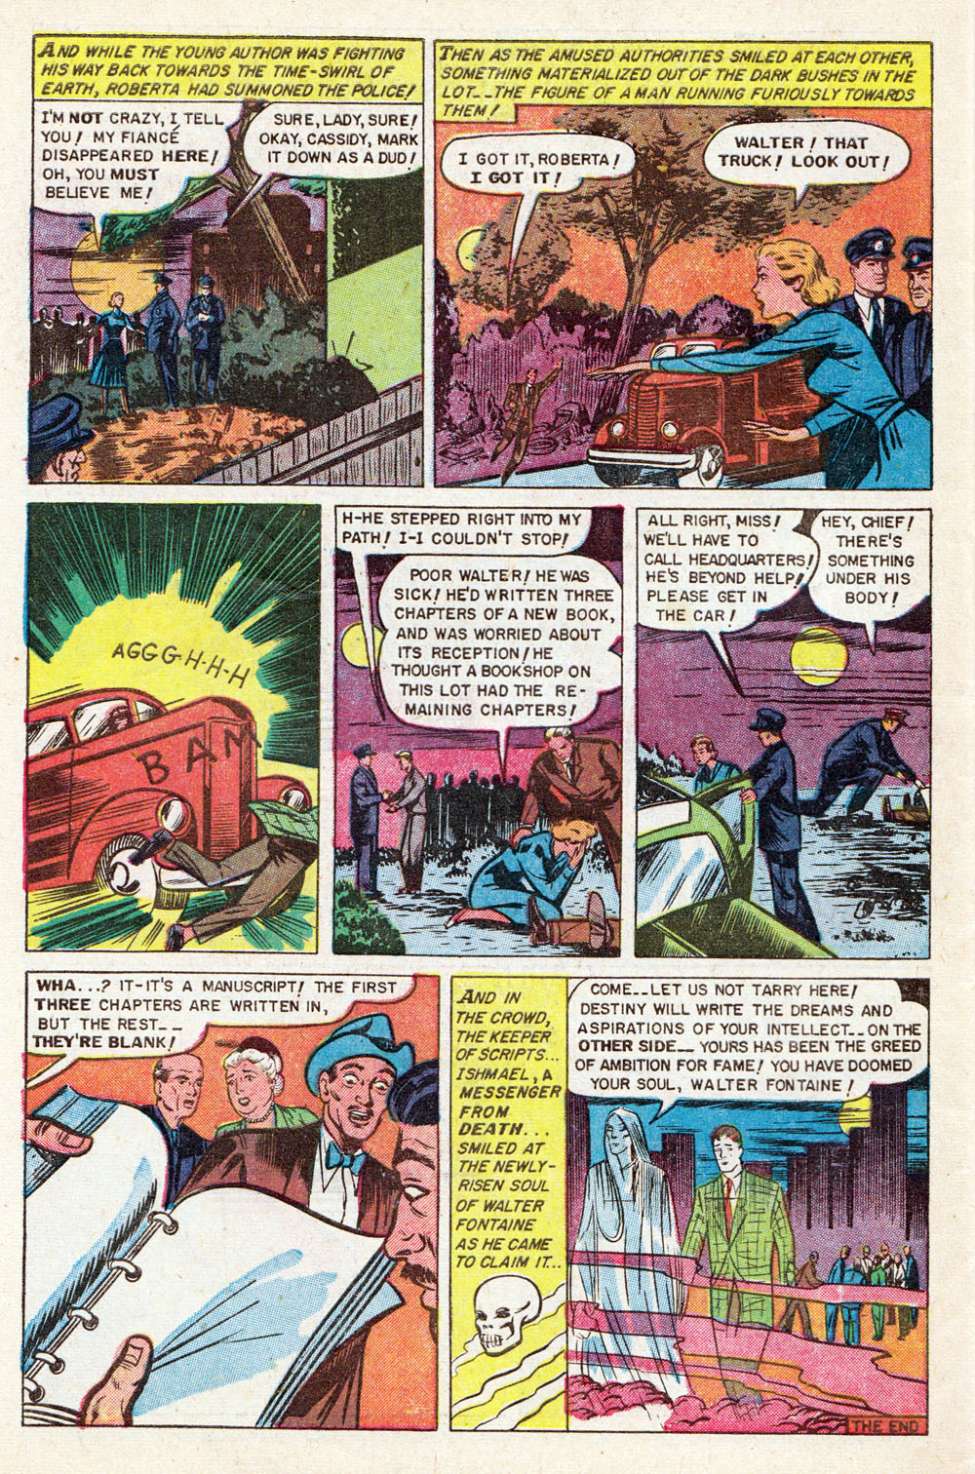 AND WHILE THE YOUNG AUTHOR WAS FIGHTING
HIS WAY BACK TOWARDS THE TIME-SWIRL OF
EARTH, ROBERTA HAD SUMMONED THE POLICE!
I'M NOT CRAZY, I TELL
YOU! MY FIANCÉ
DISAPPEARED HERE!
OH, YOU MUST
BELIEVE ME!
SURE, LADY, SURE!
OKAY, CASSIDY, MARK
IT DOWN AS A DUD!
THEN AS THE AMUSED AUTHORITIES SMILED AT EACH OTHER,
SOMETHING MATERIALIZED OUT OF THE DARK BUSHES IN THE
LOT--THE FIGURE OF A MAN RUNNING FURIOUSLY TOWARDS
THEM!
I GOT IT, ROBERTA!
I GOT IT!
WALTER! THAT
TRUCK! LOOK OUT!
AGGG-H-H-H
BAM
H-HE STEPPED RIGHT INTO MY
PATH! I-I COULDN'T STOP!
POOR WALTER! HE WAS
SICK! HE'D WRITTEN THREE
CHAPTERS OF A NEW BOOK,
AND WAS WORRIED ABOUT
ITS RECEPTION! HE
THOUGHT A BOOKSHOP ON
THIS LOT HAD THE RE-
MAINING CHAPTERS!
ALL RIGHT, MISS!
WE'LL HAVE TO
CALL HEADQUARTERS!
HE'S BEYOND HELP!
PLEASE GET IN
THE CAR!
HEY, CHIEF!
THERE'S
SOMETHING
UNDER HIS
BODY!
WHA...? IT-IT'S A MANUSCRIPT! THE FIRST
THREE CHAPTERS ARE WRITTEN IN,
BUT THE REST--
THEY'RE BLANK!
AND IN
THE CROWD,
THE KEEPER
OF SCRIPTS...
ISHMAEL, A
MESSENGER
FROM
DEATH...
SMILED AT
THE NEWLY-
RISEN SOUL
OF WALTER
FONTAINE
AS HE CAME
TO CLAIM IT...
COME--LET US NOT TARRY HERE!
DESTINY WILL WRITE THE DREAMS AND
ASPIRATIONS OF YOUR INTELLECT--ON THE
OTHER SIDE-- YOURS HAS BEEN THE GREED
OF AMBITION FOR FAME! YOU HAVE DOOMED
YOUR SOUL, WALTER FONTAINE!
THE END